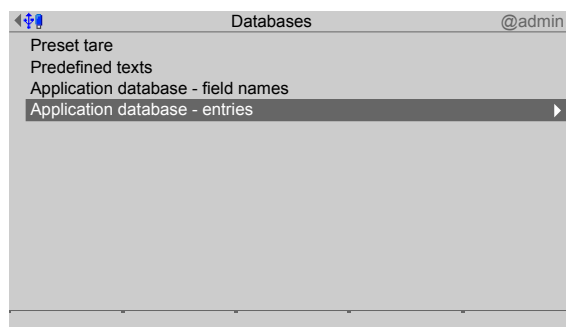 Databases @admin
Preset tare
Predefined texts
Application database - field names
Application database - entries